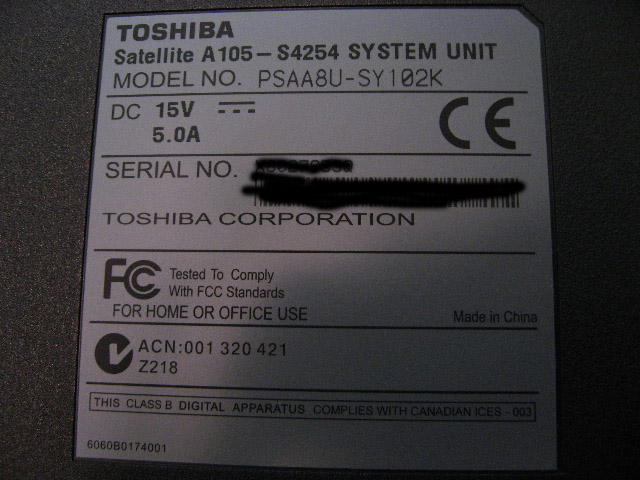 TOSHIBA
Satellite A105-S4254 SYSTEM UNIT
MODEL NO. PSAA8U-SY102K
DC 15V
5.0A
CE
SERIAL NO.
TOSHIBA CORPORATION
FCC
Tested To Comply
With FCC Standards
FOR HOME OR OFFICE USE
Made in China
ACN:001 320 421
Z218
THIS CLASS B DIGITAL APPARATUS COMPLIES WITH CANADIAN ICES-003
6060B0174001